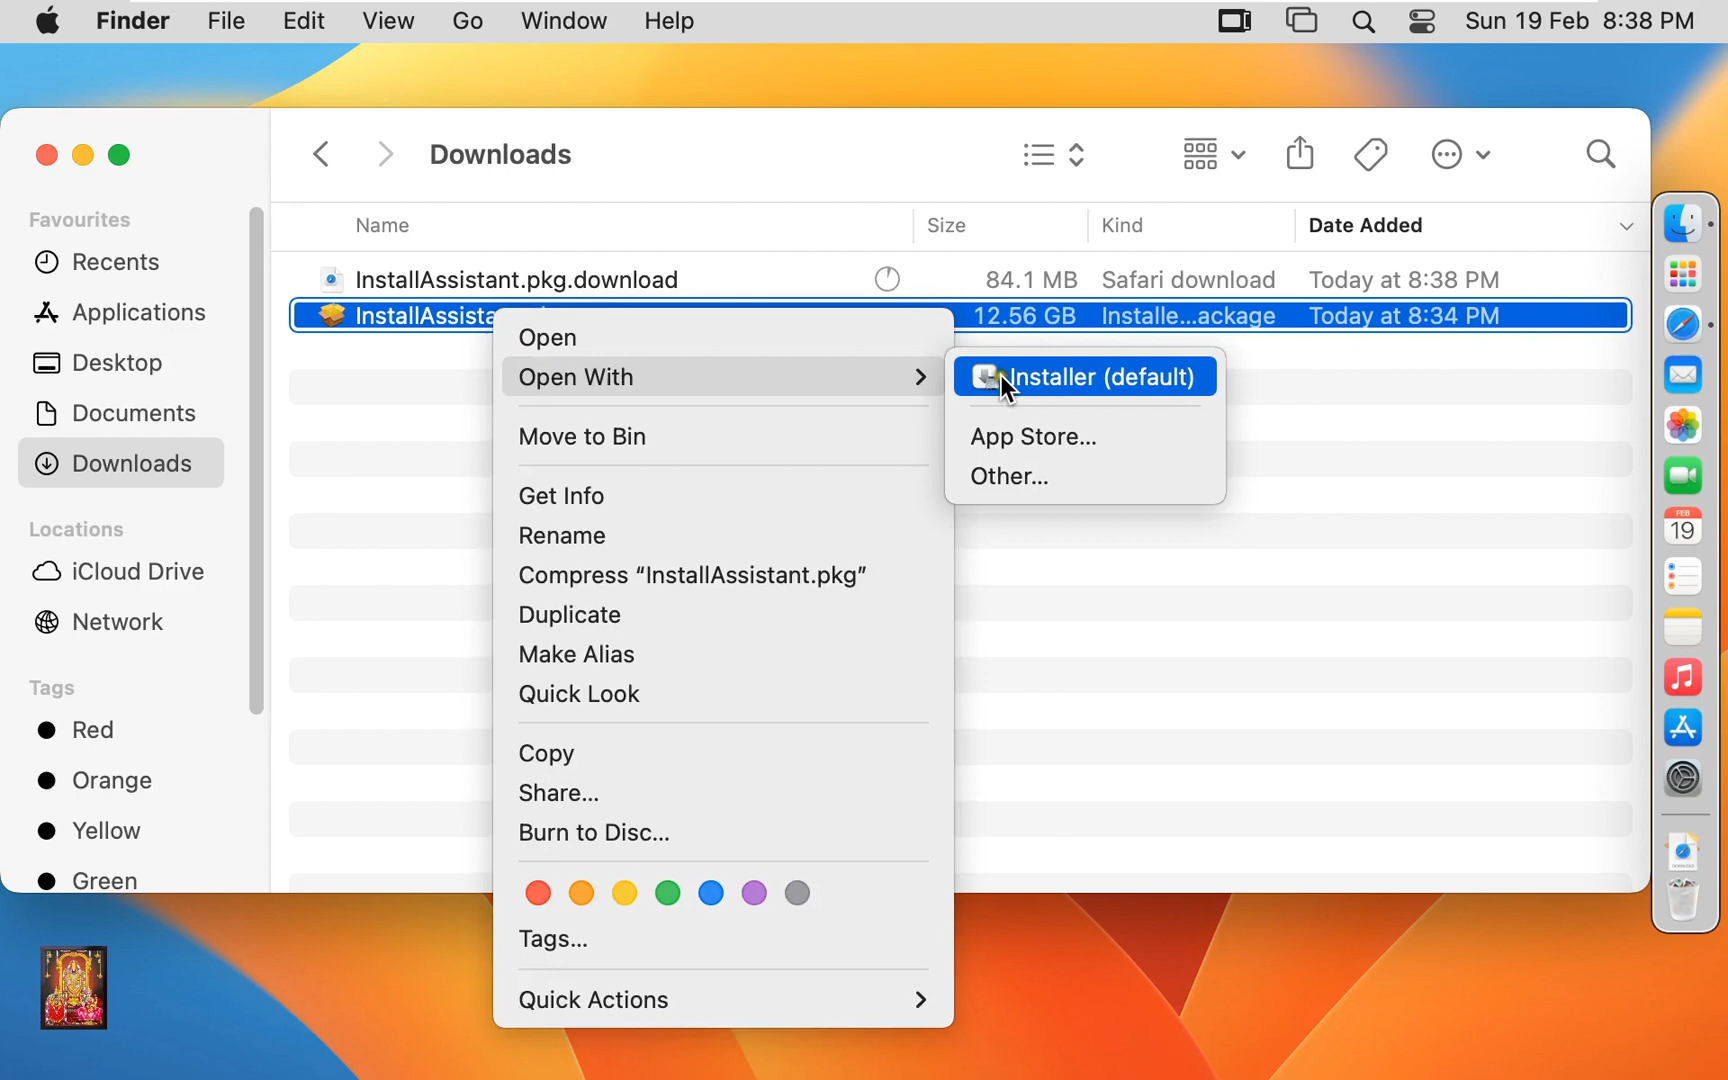 Finder File Edit View Go Window Help Sun 19 Feb 8:38 PM
Downloads
Favourites
Recents
Applications
Desktop
Documents
Downloads
Locations
iCloud Drive
Network
Tags
Red
Orange
Yellow
Green
Name Size Kind Date Added
InstallAssistant.pkg.download 84.1 MB Safari download Today at 8:38 PM
InstallAssista 12.56 GB Installe...ackage Today at 8:34 PM
Open
Open With
Move to Bin
Get Info
Rename
Compress “InstallAssistant.pkg”
Duplicate
Make Alias
Quick Look
Copy
Share...
Burn to Disc...
Tags...
Quick Actions
Installer (default)
App Store...
Other...
FEB
19